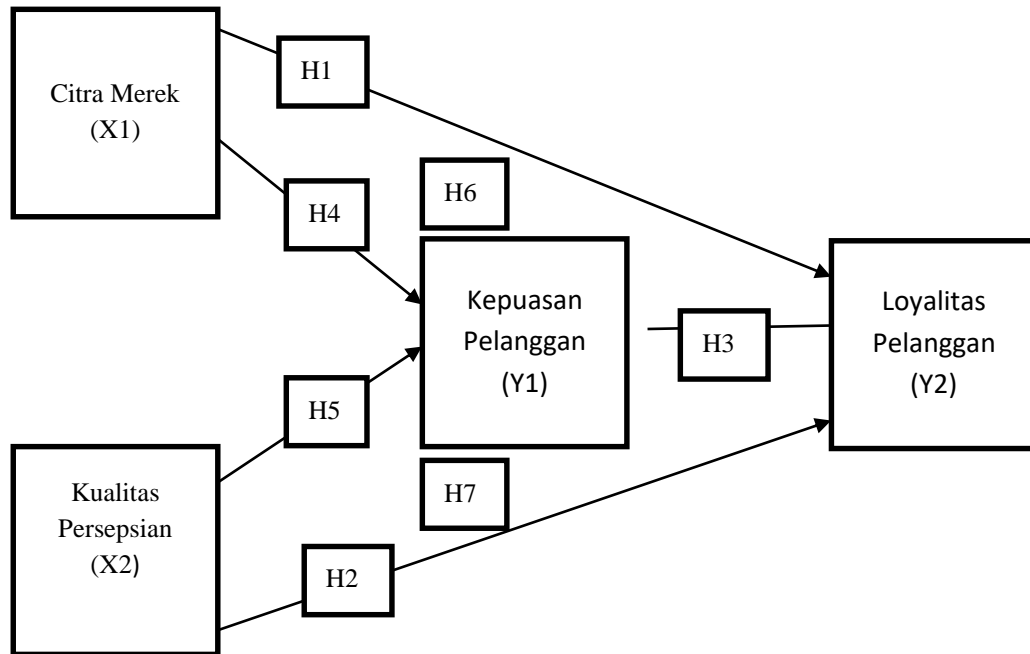 H1
Citra Merek
(X1)
H6
H4
Kepuasan
Pelanggan
(Y1)
Loyalitas
Pelanggan
(Y2)
H3
H5
H7
Kualitas
Persepsian
(X2)
H2